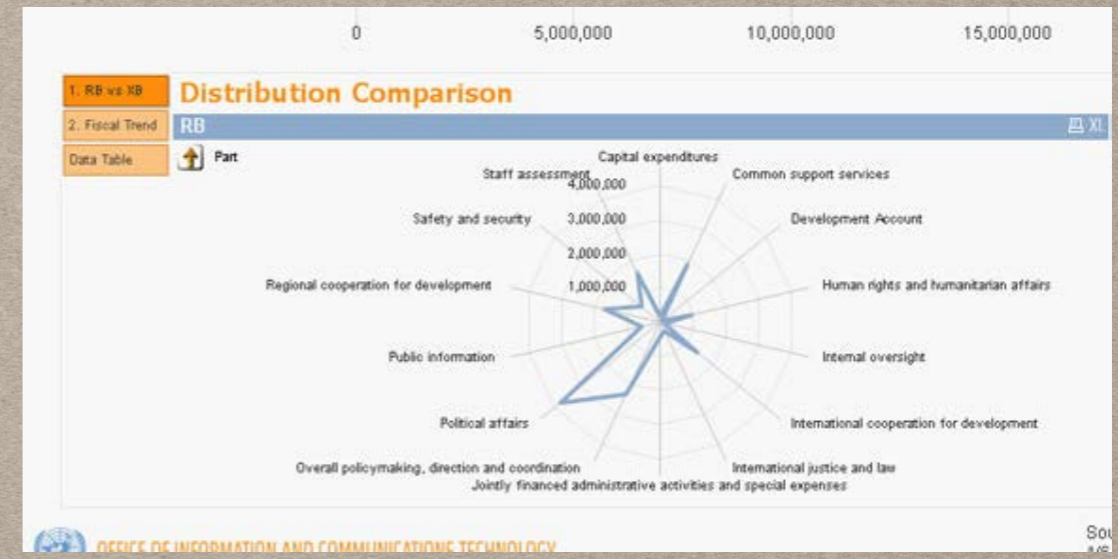 0 5,000,000 10,000,000 15,000,000
1. RB vs XB
Distribution Comparison
2. Fiscal Trend
RB
XL
Data Table
Part
Capital expenditures
Staff assessment
Common support services
4,000,000
Safety and security
3,000,000
Development Account
2,000,000
Regional cooperation for development
1,000,000
Human rights and humanitarian affairs
Public information
Internal oversight
Political affairs
International cooperation for development
Overall policymaking, direction and coordination
International justice and law
Jointly financed administrative activities and special expenses
OFFICE OF INFORMATION AND COMMUNICATIONS TECHNOLOGY